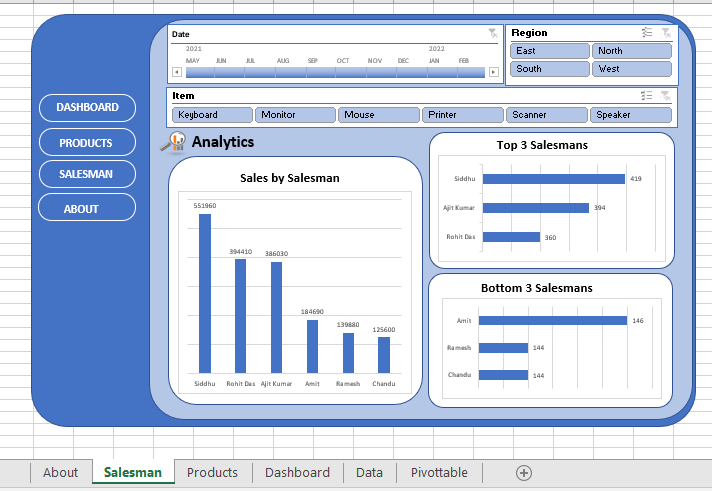 Date
2021 2022
MAY JUN JUL AUG SEP OCT NOV DEC JAN FEB
Region
East North
South West
Item
Keyboard Monitor Mouse Printer Scanner Speaker
DASHBOARD
PRODUCTS
SALESMAN
ABOUT
Analytics
Sales by Salesman
551960
394410
386030
184690
139880
125600
Siddhu Rohit Das Ajit Kumar Amit Ramesh Chandu
Top 3 Salesmans
Siddhu 419
Ajit Kumar 394
Rohit Das 360
Bottom 3 Salesmans
Amit 146
Ramesh 144
Chandu 144
About Salesman Products Dashboard Data Pivottable